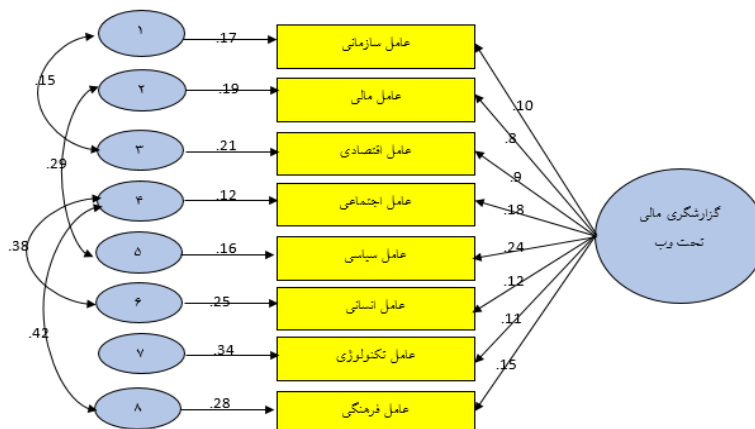 ۱
.17
عامل سازمانی
.10
.15
۲
.19
عامل مالی
.8
۳
.21
عامل اقتصادی
.9
.29
۴
.12
عامل اجتماعی
.18
گزارشگری مالی
تحت وب
.38
۵
.16
عامل سیاسی
.24
۶
.25
عامل انسانی
.12
.42
۷
.34
عامل تکنولوژی
.11
۸
.28
عامل فرهنگی
.15